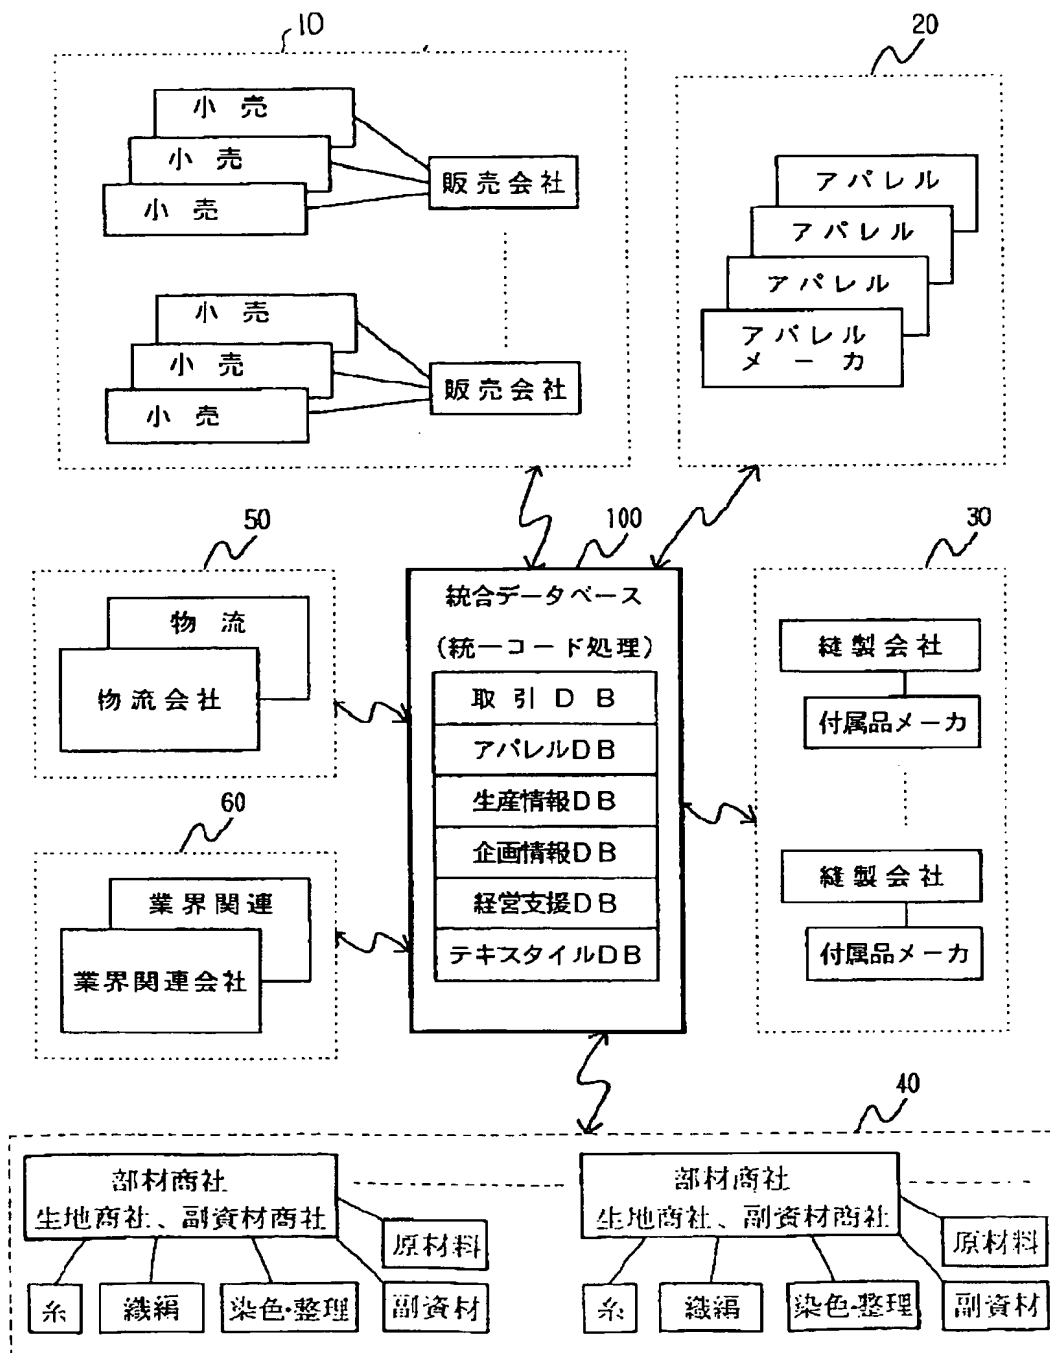 10
小売
小売
小売
販売会社
小売
小売
小売
販売会社
20
アパレル
アパレル
アパレル
アパレル
メーカ
50
物流
物流会社
60
業界関連
業界関連会社
100
統合データベース
(統一コード処理)
取引DB
アパレルDB
生産情報DB
企画情報DB
経営支援DB
テキスタイルDB
30
縫製会社
付属品メーカ
縫製会社
付属品メーカ
40
部材商社
生地商社、副資材商社
原材料
糸
織編
染色・整理
副資材
部材商社
生地商社、副資材商社
原材料
糸
織編
染色・整理
副資材